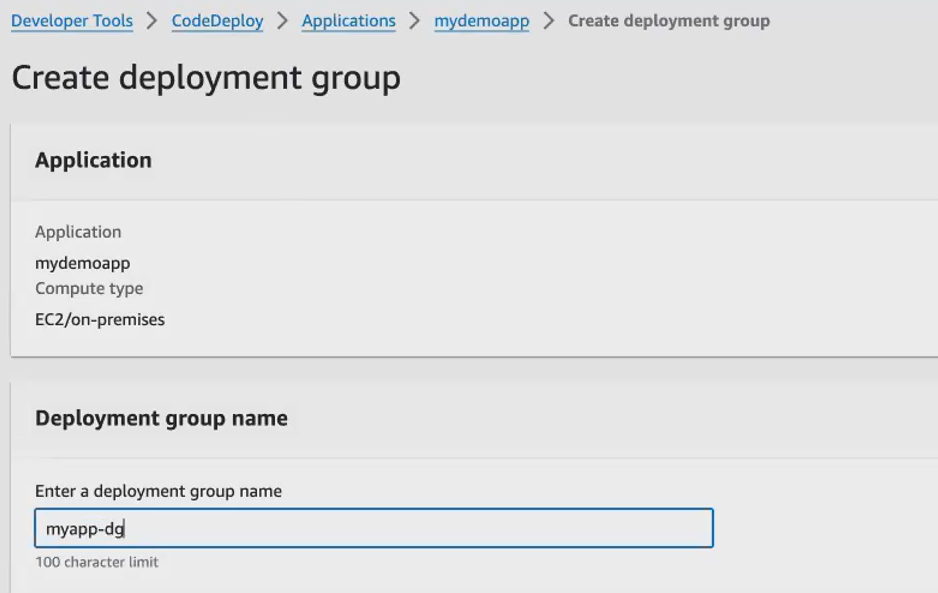 Developer Tools > CodeDeploy > Applications > mydemoapp > Create deployment group
Create deployment group
Application
Application
mydemoapp
Compute type
EC2/on-premises
Deployment group name
Enter a deployment group name
myapp-dg
100 character limit